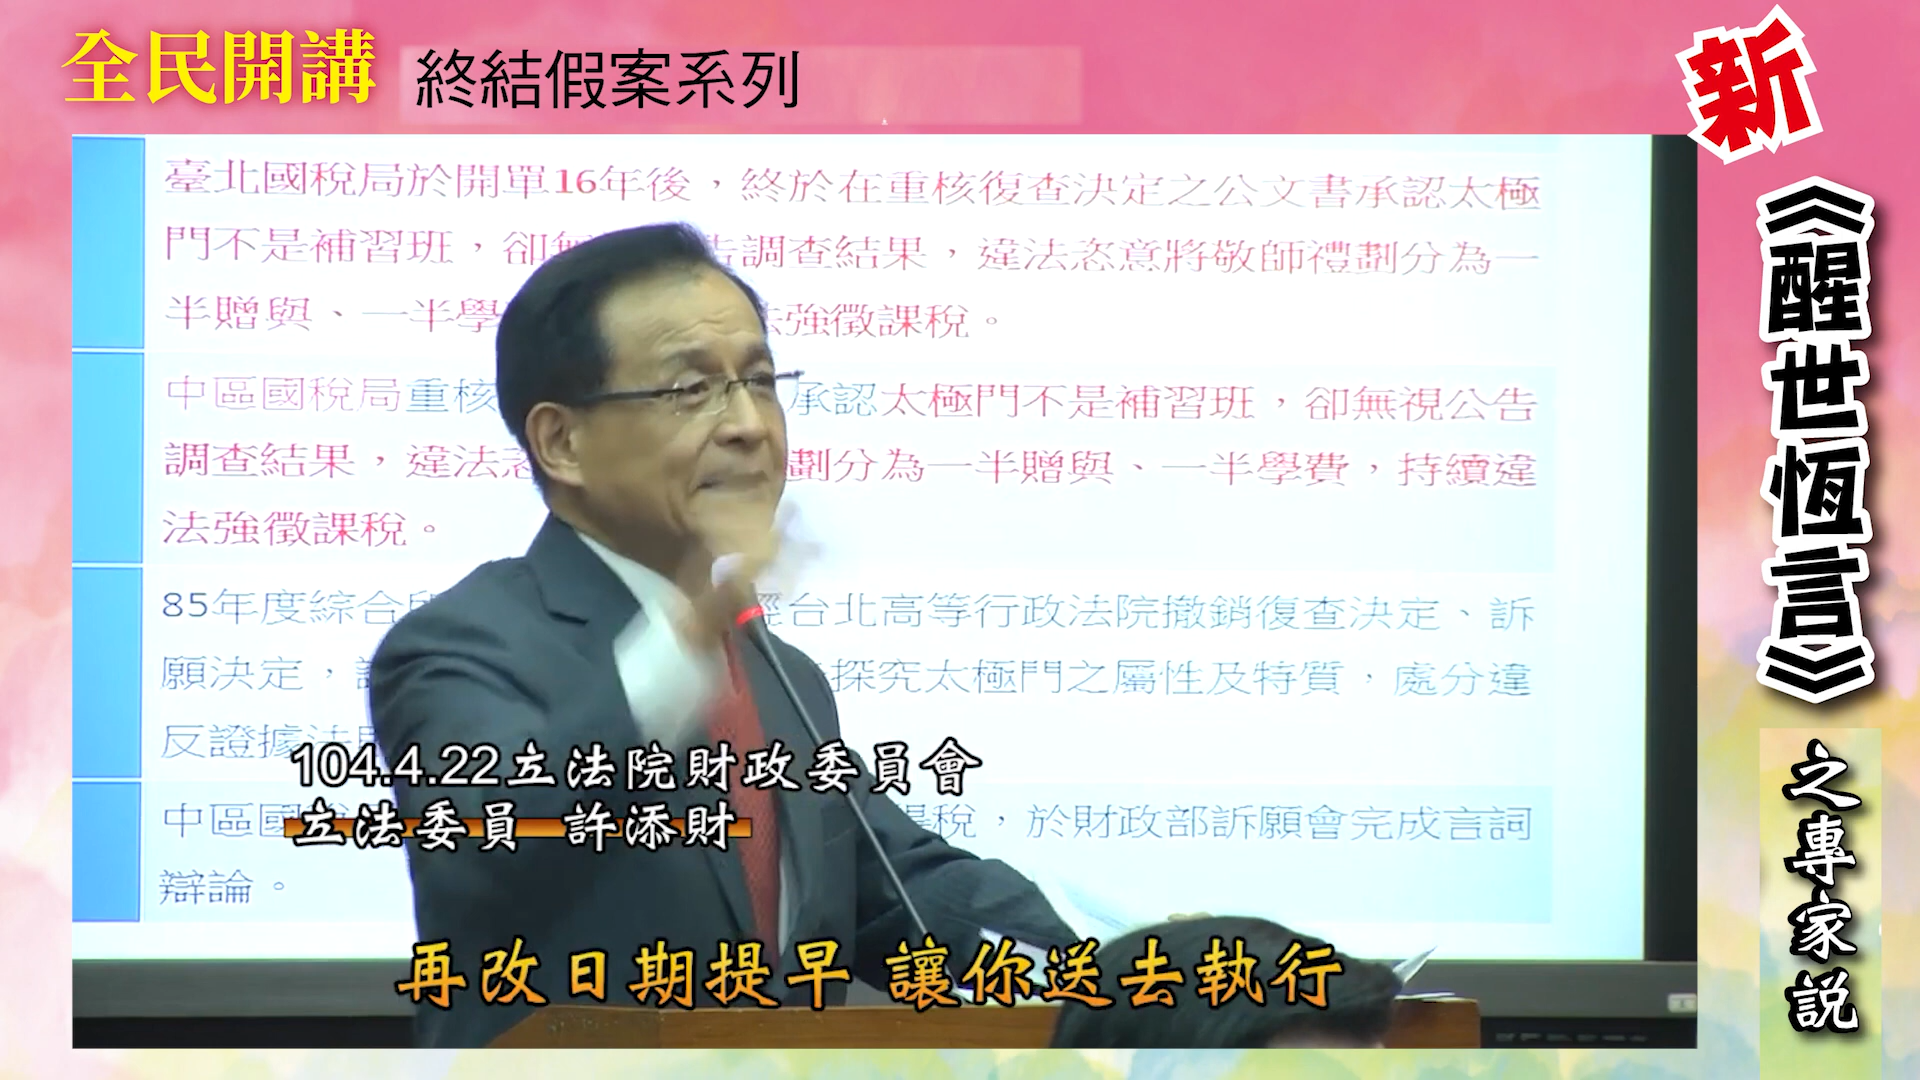 全民開講 終結假案系列
新
《醒世恆言》
之專家說
臺北國稅局於開單16年後，終於在重核復查決定之公文書承認太極
門不是補習班，卻無 告調查結果，違法恣意將敬師禮劃分為一
半贈與、一半學 法強徵課稅。
中區國稅局重核 承認太極門不是補習班，卻無視公告
調查結果，違法恣 劃分為一半贈與、一半學費，持續違
法強徵課稅。
85年度綜合所 經台北高等行政法院撤銷復查決定、訴
願決定， 探究太極門之屬性及特質，處分違
反證據法
中區國 得稅，於財政部訴願會完成言詞
辯論。
104.4.22立法院財政委員會
立法委員 許添財
再改日期提早 讓你送去執行